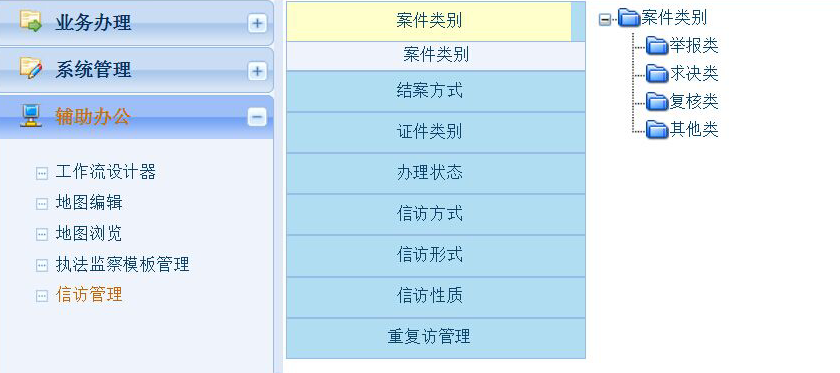 业务办理
系统管理
辅助办公
工作流设计器
地图编辑
地图浏览
执法监察模板管理
信访管理
案件类别
案件类别
结案方式
证件类别
办理状态
信访方式
信访形式
信访性质
重复访管理
案件类别
举报类
求决类
复核类
其他类